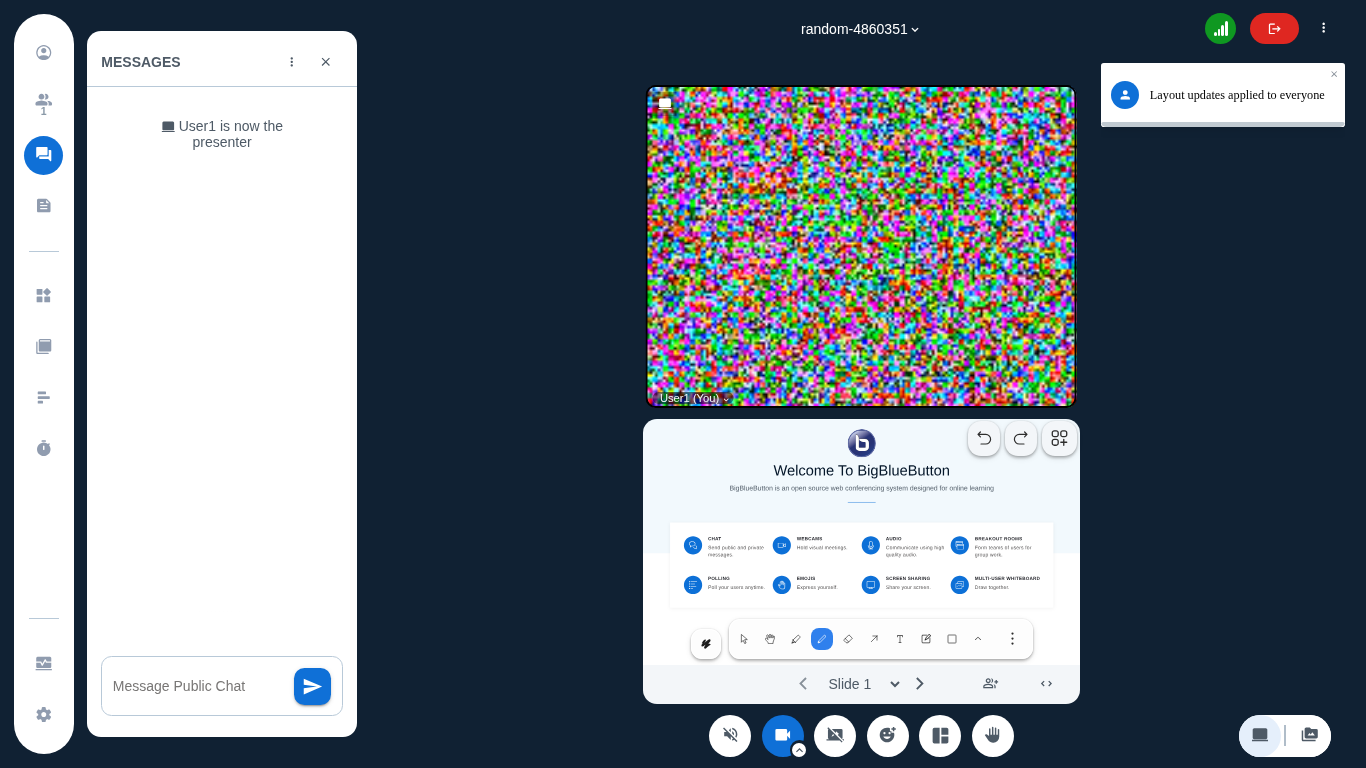 random-4860351
MESSAGES
1
Layout updates applied to everyone
User1 is now the
presenter
User1 (You)
Welcome To BigBlueButton
BigBlueButton is an open source web conferencing system designed for online learning
CHAT
Send public and private
messages.
WEBCAMS
Hold visual meetings.
AUDIO
Communicate using high
quality audio.
BREAKOUT ROOMS
Form teams of users for
group work.
POLLING
Poll your users anytime.
EMOJIS
Express yourself.
SCREEN SHARING
Share your screen.
MULTI-USER WHITEBOARD
Draw together.
Message Public Chat
Slide 1